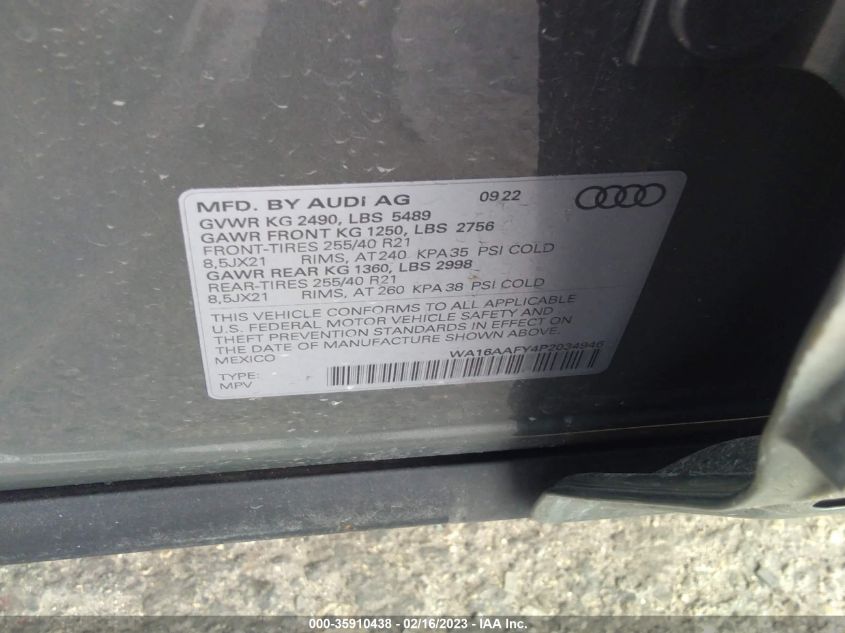 MFD. BY AUDI AG 09 22
GVWR KG 2490, LBS 5489
GAWR FRONT KG 1250, LBS 2756
FRONT-TIRES 255/40 R21
8,5JX21 RIMS, AT 240 KPA 35 PSI COLD
GAWR REAR KG 1360, LBS 2998
REAR-TIRES 255/40 R21
8,5JX21 RIMS, AT 260 KPA 38 PSI COLD
THIS VEHICLE CONFORMS TO ALL APPLICABLE
U.S. FEDERAL MOTOR VEHICLE SAFETY AND
THEFT PREVENTION STANDARDS IN EFFECT ON
THE DATE OF MANUFACTURE SHOWN ABOVE.
MEXICO WA16AAFY4P2034946
TYPE:
MPV
000-35910438 - 02/16/2023 - IAA Inc.